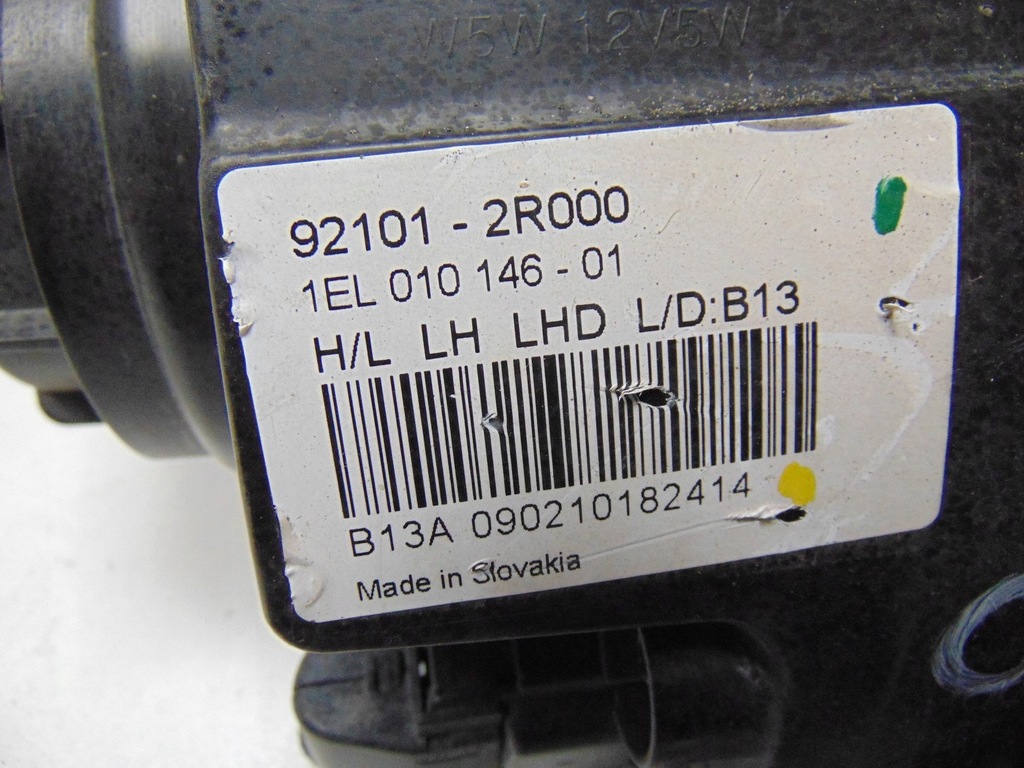 W5W 12V5W
92101 - 2R000
1EL 010 146 - 01
H/L LH LHD L/D:B13
B13A 090210182414
Made in Slovakia